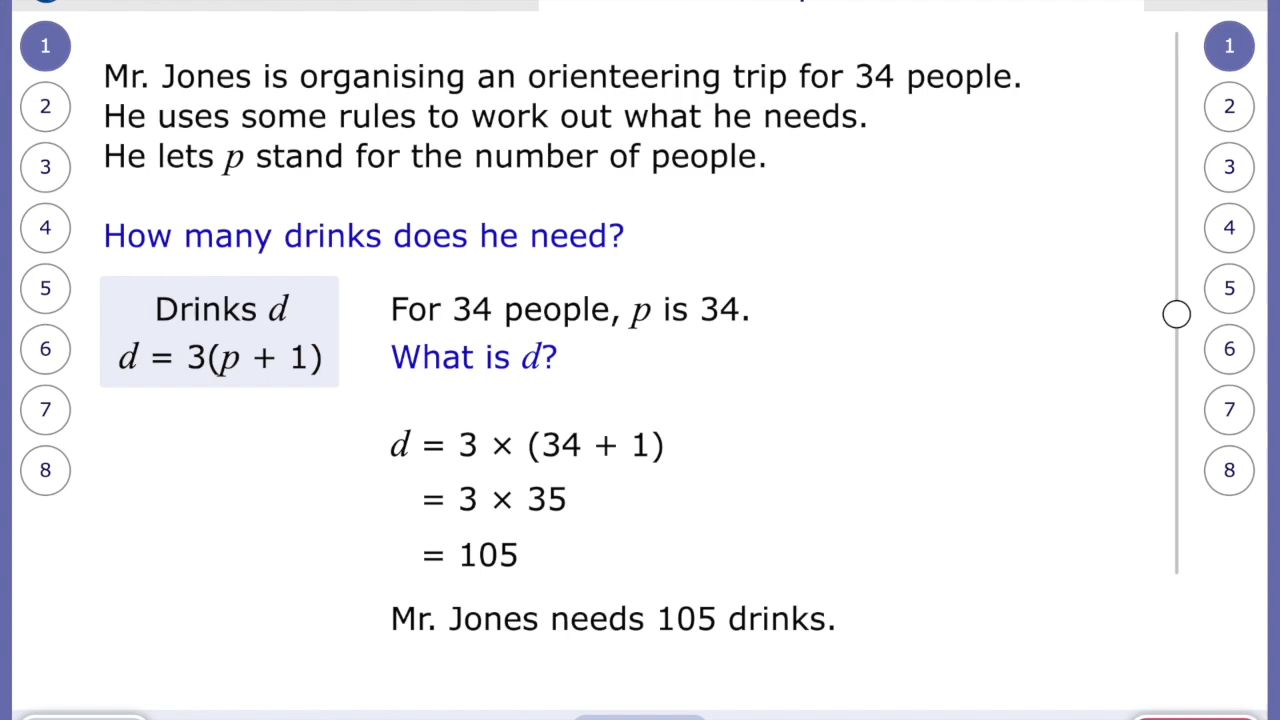 Mr. Jones is organising an orienteering trip for 34 people.
He uses some rules to work out what he needs.
He lets p stand for the number of people.
How many drinks does he need?
Drinks d
d = 3(p + 1)
For 34 people, p is 34.
What is d?
d = 3 × (34 + 1)
= 3 × 35
= 105
Mr. Jones needs 105 drinks.
1
2
3
4
5
6
7
8
1
2
3
4
5
6
7
8